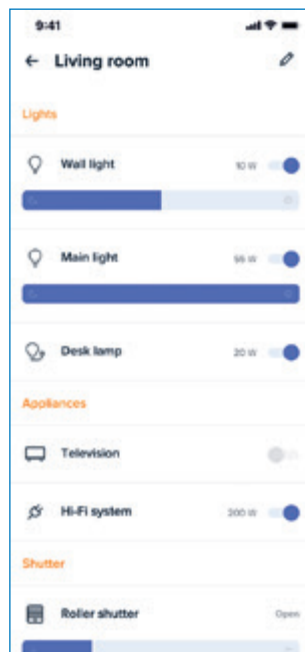 9:41
Living room
Lights
Wall light 10 W
Main light
Desk lamp 20 W
Appliances
Television
Hi-Fi system 200 W
Shutter
Roller shutter Open